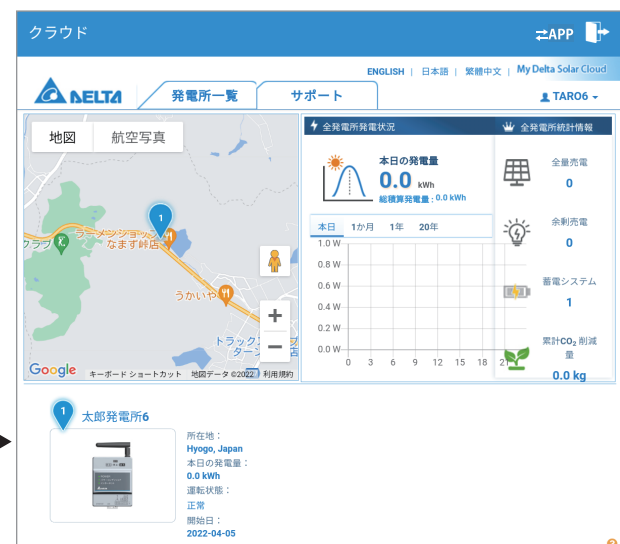 クラウド
⇄APP
ENGLISH | 日本語 | 繁體中文 | My Delta Solar Cloud
DELTA
発電所一覧
サポート
TARO6
地図
航空写真
1
ラーメンショップ
なまず峠店
クラブ
うかいや
トラック
ターン
店
+
−
Google
キーボード ショートカット
地図データ ©2022
利用規約
全発電所発電状況
本日の発電量
0.0 kWh
総積算発電量 : 0.0 kWh
本日 1か月 1年 20年
1.0 W
0.8 W
0.6 W
0.4 W
0.2 W
0.0 W
0 3 6 9 12 15 18 2
全発電所統計情報
全量売電
0
余剰売電
0
蓄電システム
1
累計CO₂ 削減
量
0.0 kg
1
太郎発電所6
所在地：
Hyogo, Japan
本日の発電量：
0.0 kWh
運転状態：
正常
開始日：
2022-04-05